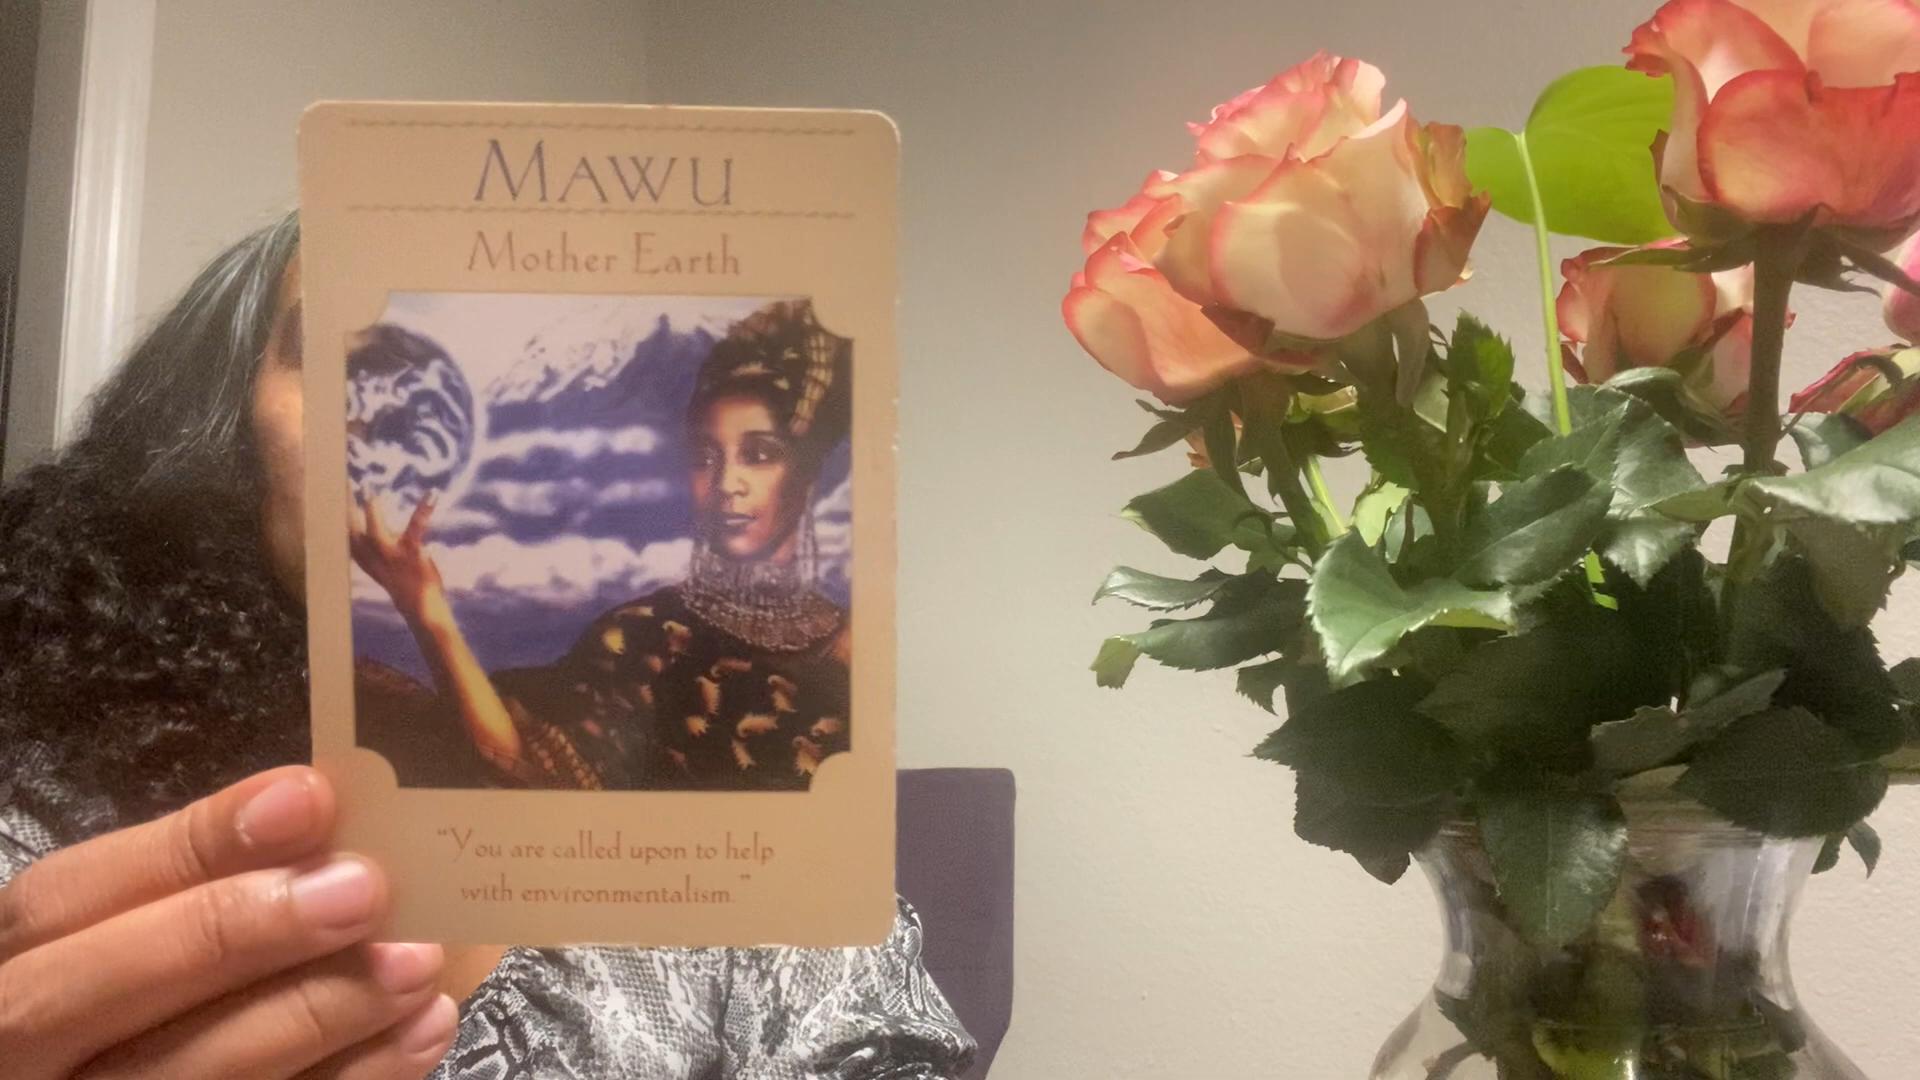 MAWU
Mother Earth
“You are called upon to help
with environmentalism.”